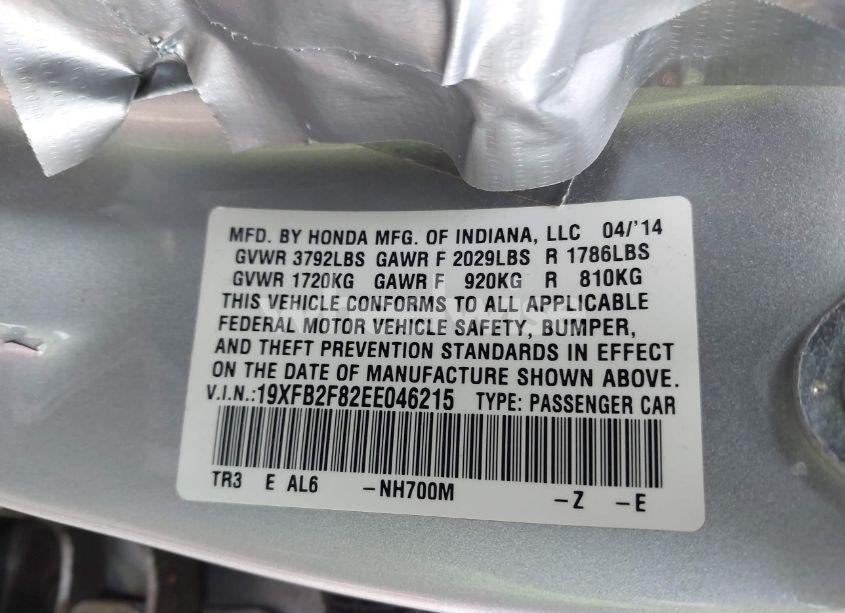 MFD. BY HONDA MFG. OF INDIANA, LLC 04/'14
GVWR 3792LBS GAWR F 2029LBS R 1786LBS
GVWR 1720KG GAWR F 920KG R 810KG
THIS VEHICLE CONFORMS TO ALL APPLICABLE
FEDERAL MOTOR VEHICLE SAFETY, BUMPER,
AND THEFT PREVENTION STANDARDS IN EFFECT
ON THE DATE OF MANUFACTURE SHOWN ABOVE.
V.I.N.:19XFB2F82EE046215 TYPE: PASSENGER CAR
TR3 E AL6 –NH700M –Z –E